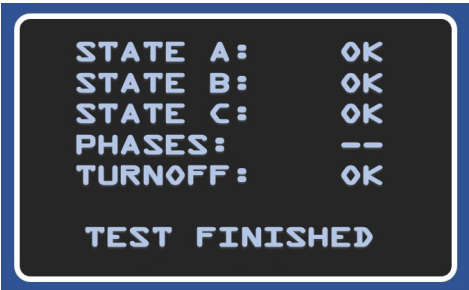 STATE A: OK
STATE B: OK
STATE C: OK
PHASES: --
TURNOFF: OK
TEST FINISHED